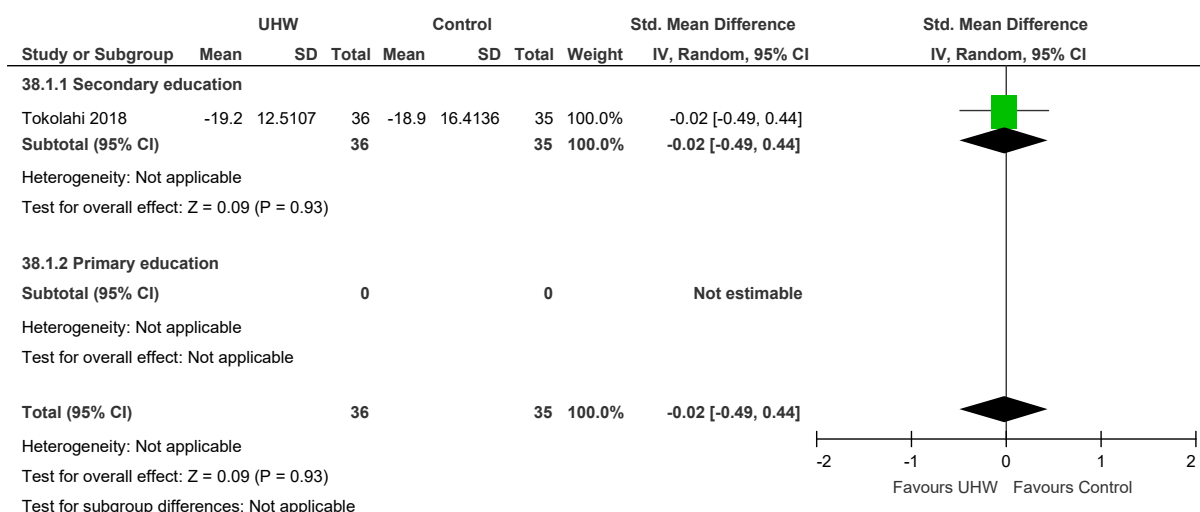 UHW Control Std. Mean Difference Std. Mean Difference
Study or Subgroup Mean SD Total Mean SD Total Weight IV, Random, 95% CI IV, Random, 95% CI
38.1.1 Secondary education
Tokolahi 2018 -19.2 12.5107 36 -18.9 16.4136 35 100.0% -0.02 [-0.49, 0.44]
Subtotal (95% CI) 36 35 100.0% -0.02 [-0.49, 0.44]
Heterogeneity: Not applicable
Test for overall effect: Z = 0.09 (P = 0.93)
38.1.2 Primary education
Subtotal (95% CI) 0 0 Not estimable
Heterogeneity: Not applicable
Test for overall effect: Not applicable
Total (95% CI) 36 35 100.0% -0.02 [-0.49, 0.44]
Heterogeneity: Not applicable
Test for overall effect: Z = 0.09 (P = 0.93)
Test for subgroup differences: Not applicable
-2 -1 0 1 2
Favours UHW Favours Control